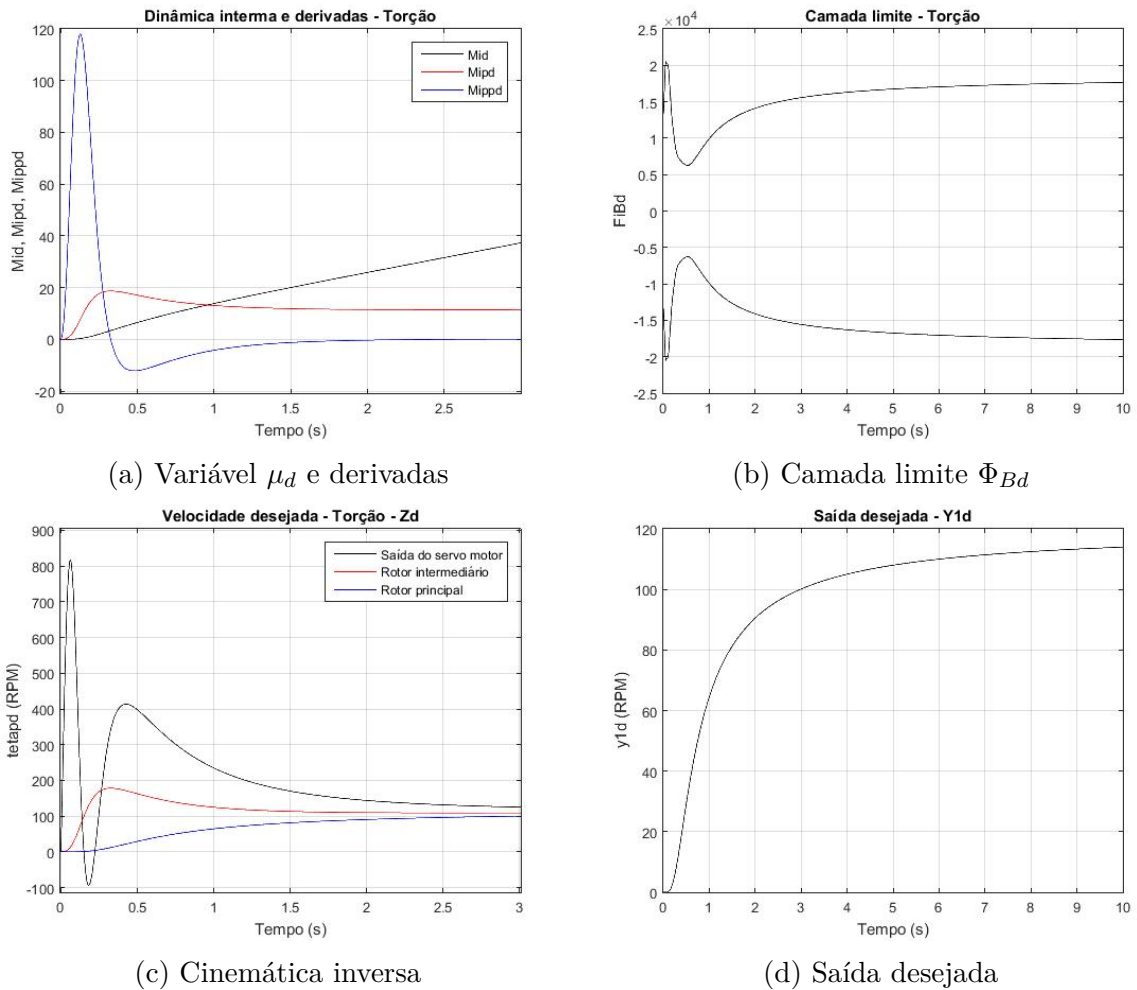 Dinâmica interma e derivadas - Torção
120
100
80
60
40
20
0
-20
Mid, Mipd, Mippd
Mid
Mipd
Mippd
0 0.5 1 1.5 2 2.5
Tempo (s)
(a) Variável μd e derivadas
Camada limite - Torção
×10^4
2.5
2
1.5
1
0.5
0
-0.5
-1
-1.5
-2
-2.5
FiBd
0 1 2 3 4 5 6 7 8 9 10
Tempo (s)
(b) Camada limite ΦBd
Velocidade desejada - Torção - Zd
900
800
700
600
500
400
300
200
100
0
-100
tetapd (RPM)
Saída do servo motor
Rotor intermediário
Rotor principal
0 0.5 1 1.5 2 2.5 3
Tempo (s)
(c) Cinemática inversa
Saída desejada - Y1d
120
100
80
60
40
20
0
y1d (RPM)
0 1 2 3 4 5 6 7 8 9 10
Tempo (s)
(d) Saída desejada